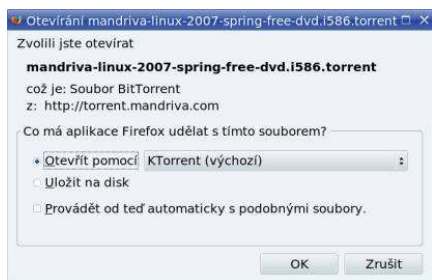 Otevírání mandriva-linux-2007-spring-free-dvd.i586.torrent
Zvolili jste otevírat
mandriva-linux-2007-spring-free-dvd.i586.torrent
což je: Soubor BitTorrent
z: http://torrent.mandriva.com
Co má aplikace Firefox udělat s tímto souborem?
Otevřít pomocí KTorrent (výchozí)
Uložit na disk
Provádět od teď automaticky s podobnými soubory.
OK Zrušit